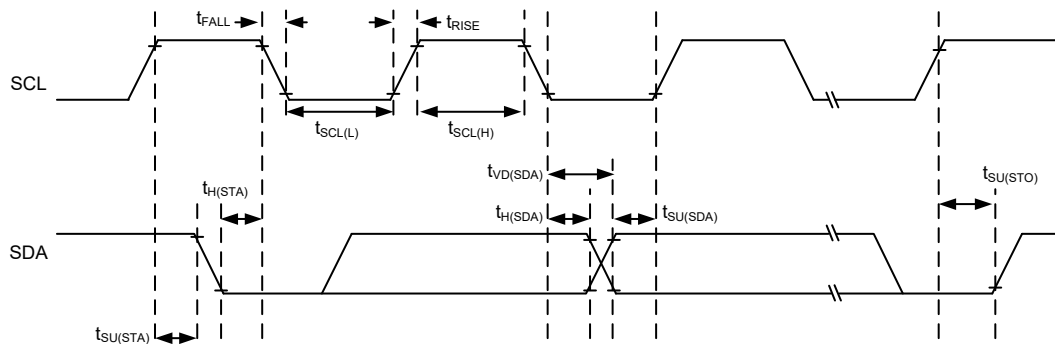 tFALL
tRISE
SCL
tSCL(L)
tSCL(H)
tVD(SDA)
tSU(STO)
tH(STA)
tH(SDA)
tSU(SDA)
SDA
tSU(STA)